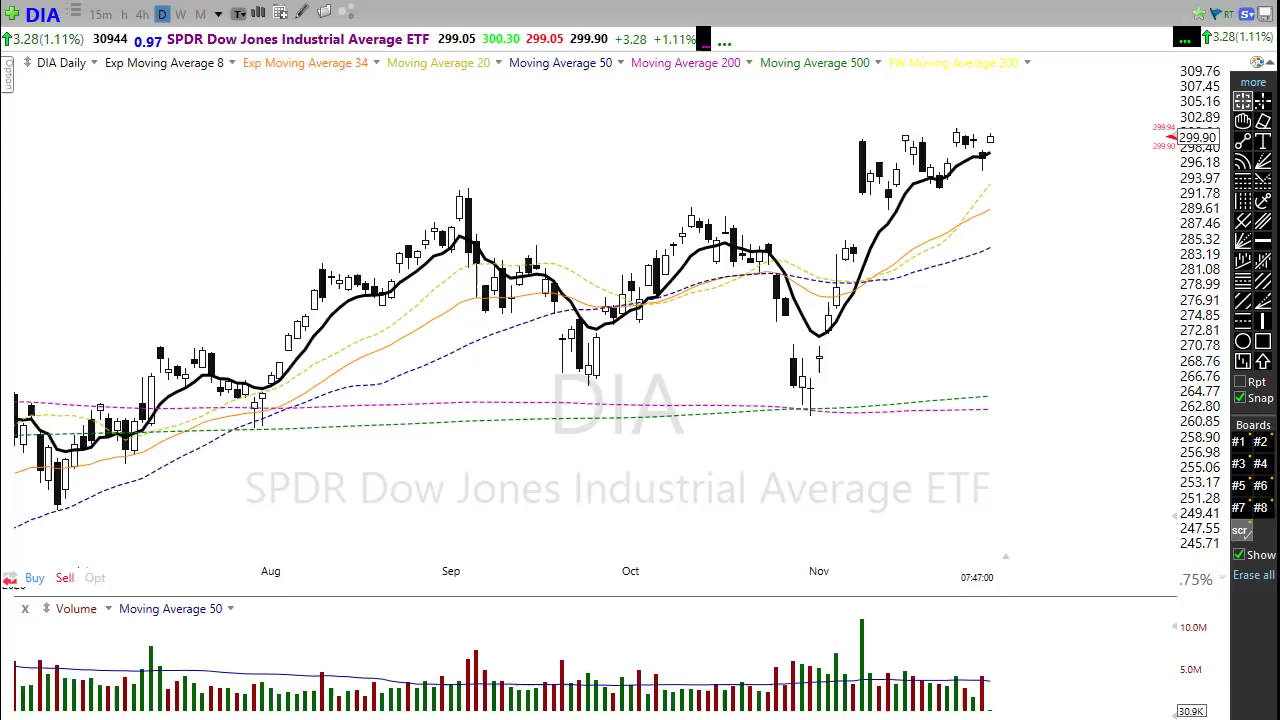 DIA 15m h 4h D W M T RT S 
3.28(1.11%) 30944 0.97 SPDR Dow Jones Industrial Average ETF 299.05 300.30 299.05 299.90 +3.28 +1.11% ... ... 3.28(1.11%)
Option DIA Daily Exp Moving Average 8 Exp Moving Average 34 Moving Average 20 Moving Average 50 Moving Average 200 Moving Average 500 FW Moving Average 200
309.76
307.45
305.16
302.89
299.94
299.90
299.90
298.40
296.18
293.97
291.78
289.61
287.46
285.32
283.19
281.08
278.99
276.91
274.85
272.81
270.78
268.76
266.76
264.77
262.80
260.85
258.90
256.98
255.06
253.17
251.28
249.41
247.55
245.71
more
Rpt
Snap
Boards
#1 #2
#3 #4
#5 #6
#7 #8
scr
Show
Erase all
DIA
SPDR Dow Jones Industrial Average ETF
Aug Sep Oct Nov 07:47:00
Buy Sell Opt
.75%
x Volume Moving Average 50
10.0M
5.0M
30.9K